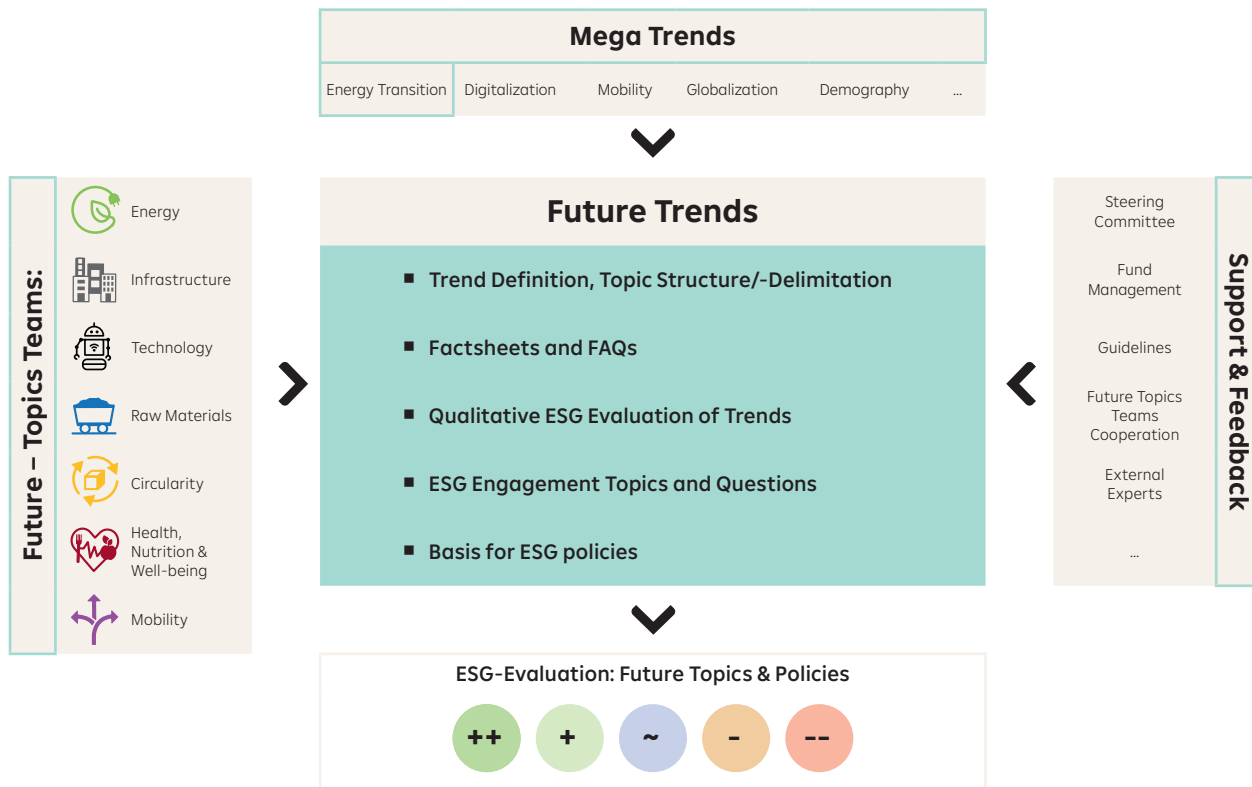 Mega Trends
Energy Transition
Digitalization
Mobility
Globalization
Demography
...
Future – Topics Teams:
Energy
Infrastructure
Technology
Raw Materials
Circularity
Health,
Nutrition &
Well-being
Mobility
Future Trends
▪ Trend Definition, Topic Structure/-Delimitation
▪ Factsheets and FAQs
▪ Qualitative ESG Evaluation of Trends
▪ ESG Engagement Topics and Questions
▪ Basis for ESG policies
Steering
Committee
Fund
Management
Guidelines
Future Topics
Teams
Cooperation
External
Experts
...
Support & Feedback
ESG-Evaluation: Future Topics & Policies
++
+
~
-
--